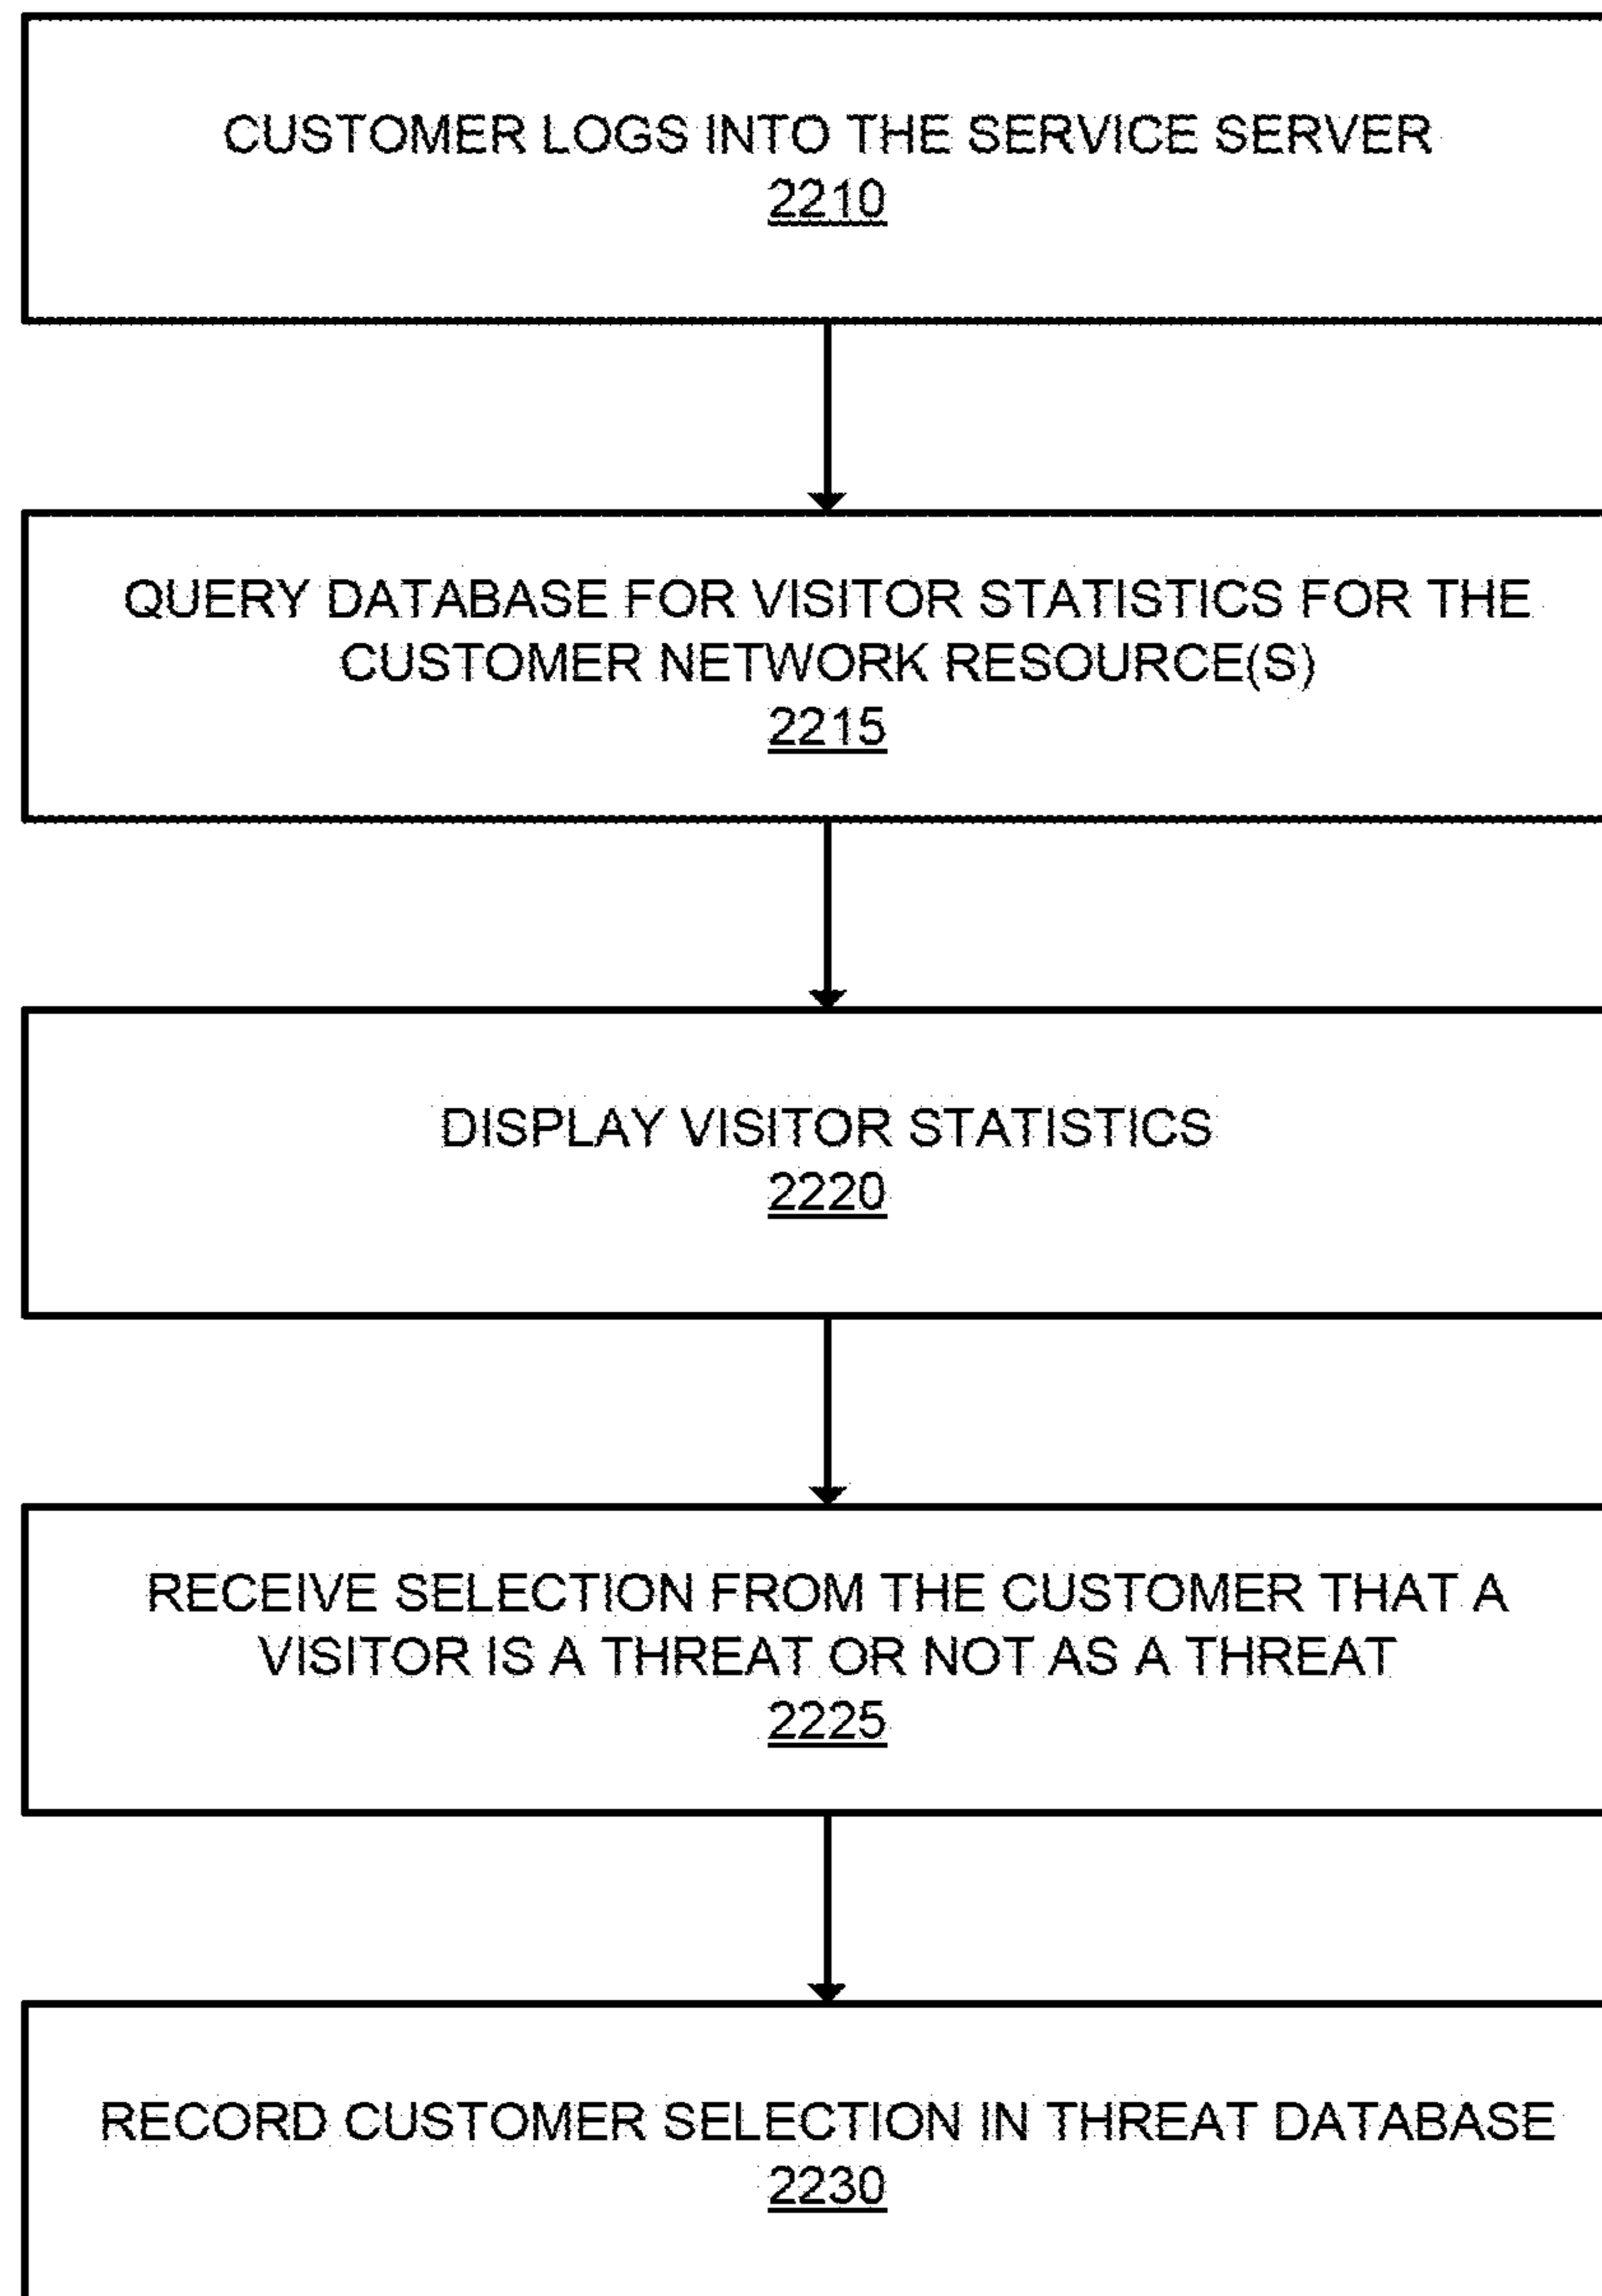 CUSTOMER LOGS INTO THE SERVICE SERVER
2210
QUERY DATABASE FOR VISITOR STATISTICS FOR THE
CUSTOMER NETWORK RESOURCE(S)
2215
DISPLAY VISITOR STATISTICS
2220
RECEIVE SELECTION FROM THE CUSTOMER THAT A
VISITOR IS A THREAT OR NOT AS A THREAT
2225
RECORD CUSTOMER SELECTION IN THREAT DATABASE
2230